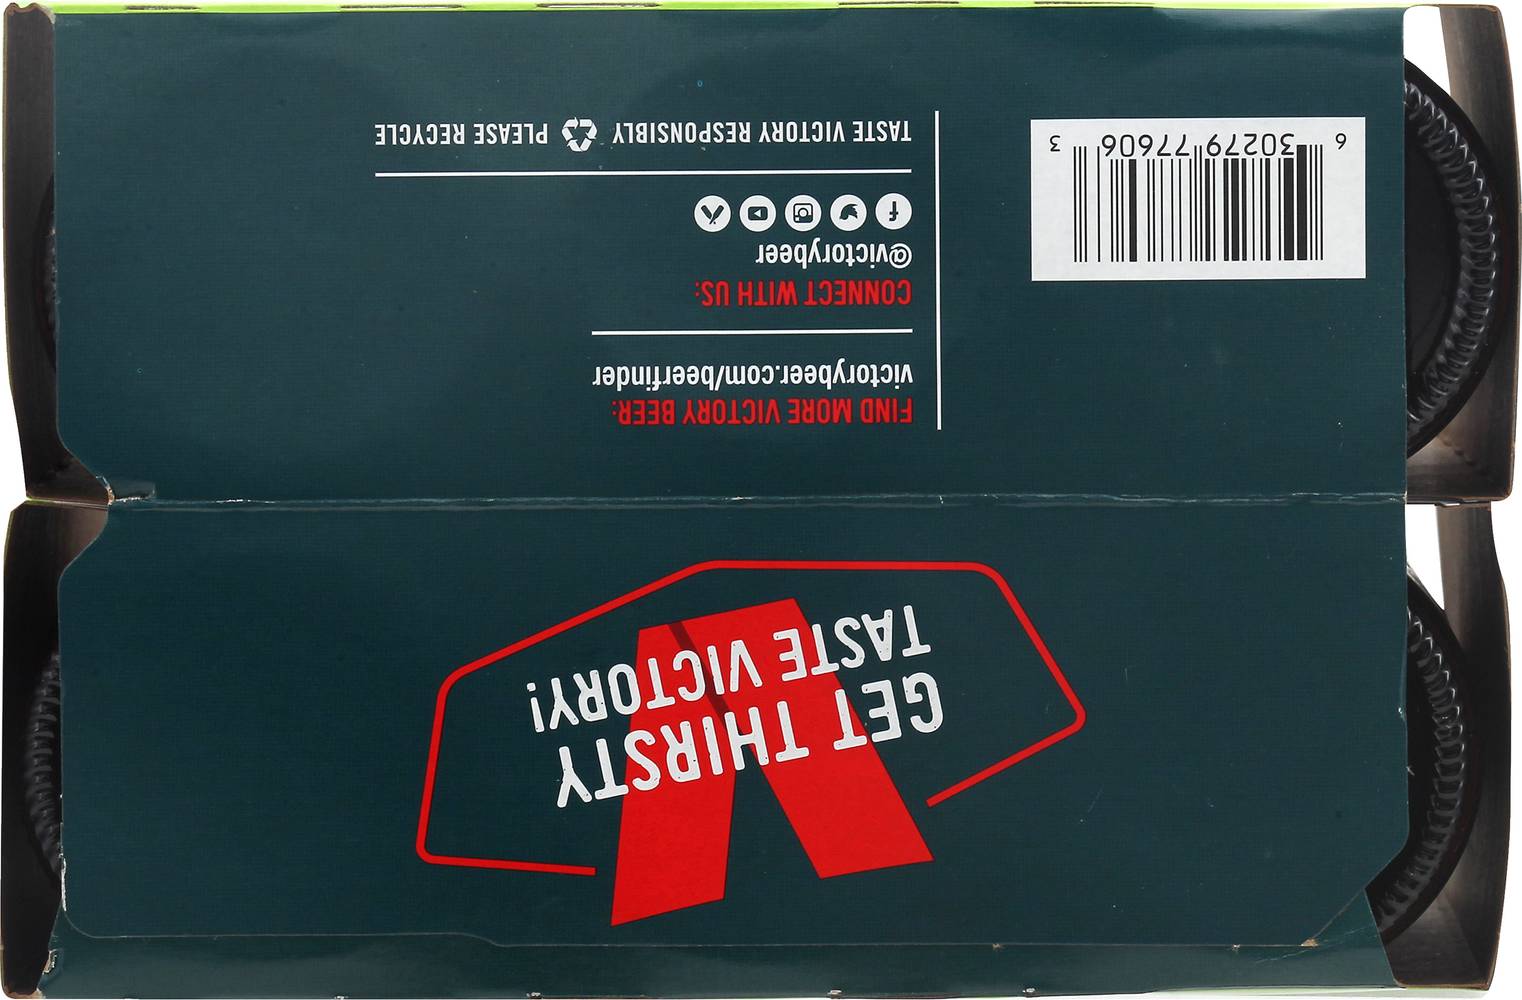 GET THIRSTY
TASTE VICTORY!
FIND MORE VICTORY BEER:
victorybeer.com/beerfinder
CONNECT WITH US:
@victorybeer
TASTE VICTORY RESPONSIBLY PLEASE RECYCLE
6 30279 77606 3